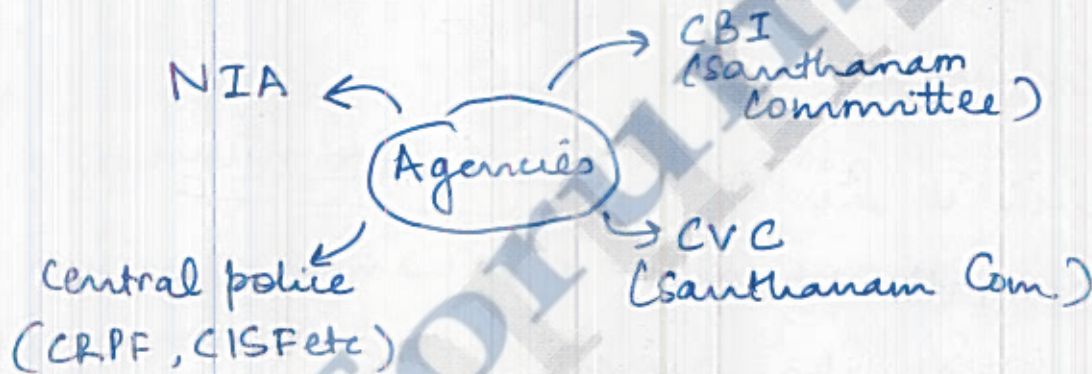 NIA
CBI
(Santhanam
Committee)
Agencies
Central police
(CRPF, CISF etc)
CVC
(Santhanam Com.)